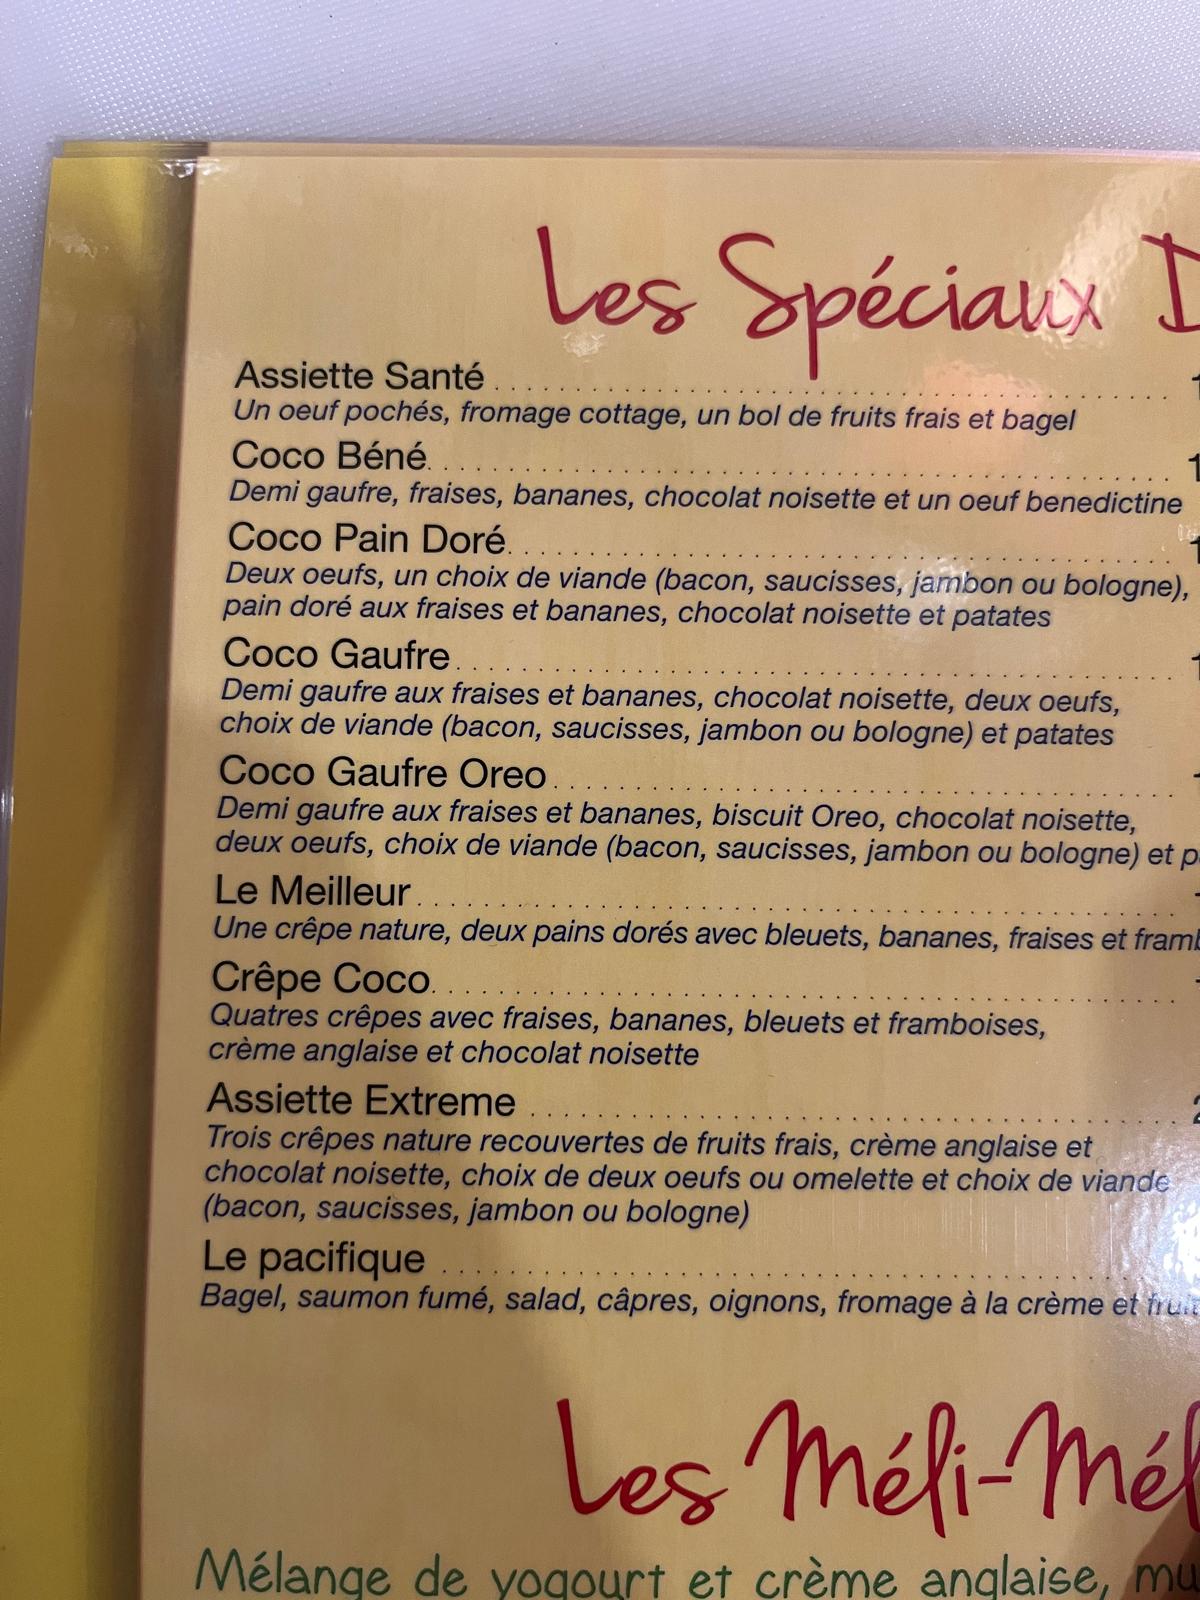 Les Spéciaux
Assiette Santé
Un oeuf pochés, fromage cottage, un bol de fruits frais et bagel
Coco Béné
Demi gaufre, fraises, bananes, chocolat noisette et un oeuf benedictine
Coco Pain Doré
Deux oeufs, un choix de viande (bacon, saucisses, jambon ou bologne),
pain doré aux fraises et bananes, chocolat noisette et patates
Coco Gaufre
Demi gaufre aux fraises et bananes, chocolat noisette, deux oeufs,
choix de viande (bacon, saucisses, jambon ou bologne) et patates
Coco Gaufre Oreo
Demi gaufre aux fraises et bananes, biscuit Oreo, chocolat noisette,
deux oeufs, choix de viande (bacon, saucisses, jambon ou bologne) et
Le Meilleur
Une crêpe nature, deux pains dorés avec bleuets, bananes, fraises et
Crêpe Coco
Quatres crêpes avec fraises, bananes, bleuets et framboises,
crème anglaise et chocolat noisette
Assiette Extreme
Trois crêpes nature recouvertes de fruits frais, crème anglaise et
chocolat noisette, choix de deux oeufs ou omelette et choix de viande
(bacon, saucisses, jambon ou bologne)
Le pacifique
Bagel, saumon fumé, salad, câpres, oignons, fromage à la crème et
Les
Mélange de yogourt et crème anglaise,